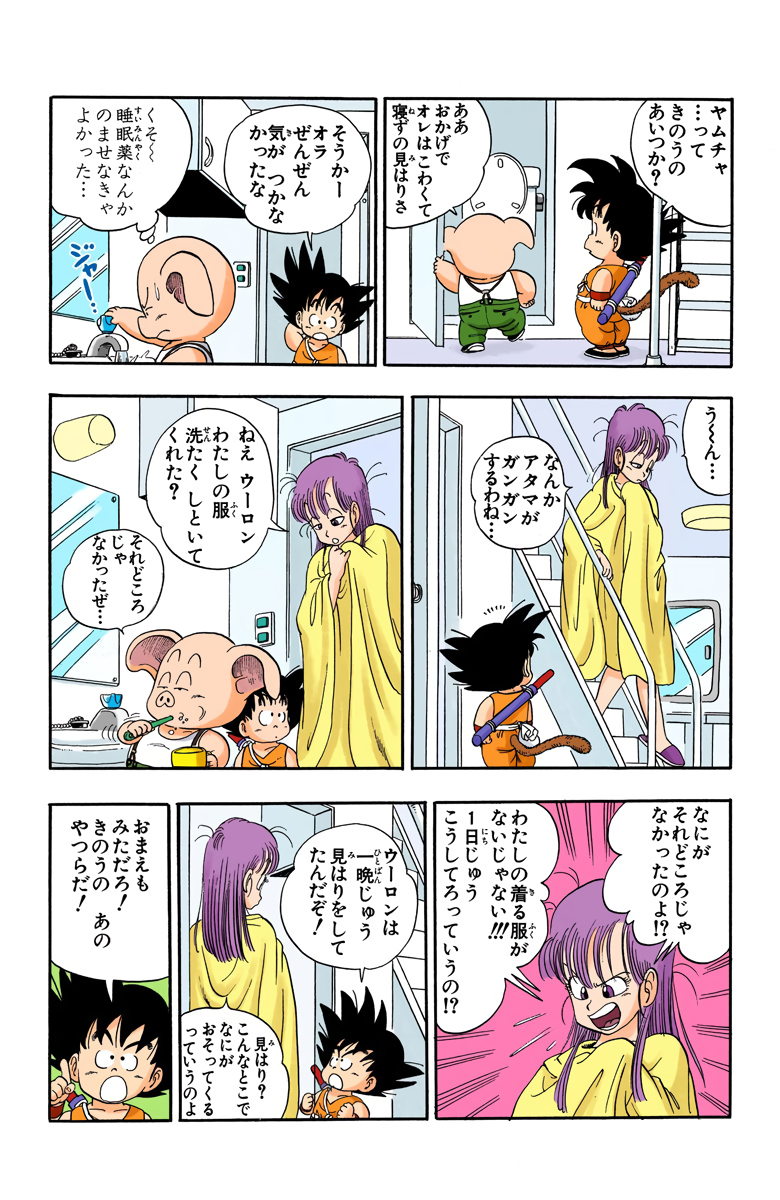 ヤムチャ
…って
きのうの
あいつか？
ああ
おかげで
オレはこわくて
寝ずの見はりさ
そうかー
オラ
ぜんぜん
気が つかな
かったな
くそ〜
睡眠薬なんか
のませなきゃ
よかった…
ジャー…
う〜ん…
なんか
アタマが
ガンガン
するわね…
ねえ ウーロン
わたしの服
洗たく しといて
くれた？
それどころ
じゃ
なかったぜ…
なにが
それどころじゃ
なかったのよ!?
わたしの着る服が
ないじゃない!!!
1日じゅう
こうしてろっていうの!?
ウーロンは
一晩じゅう
見はりをして
たんだぞ！
見はり？
こんなとこで
なにが
おそってくる
っていうのよ
おまえも
みただろ！
きのうの あの
やつらだ！